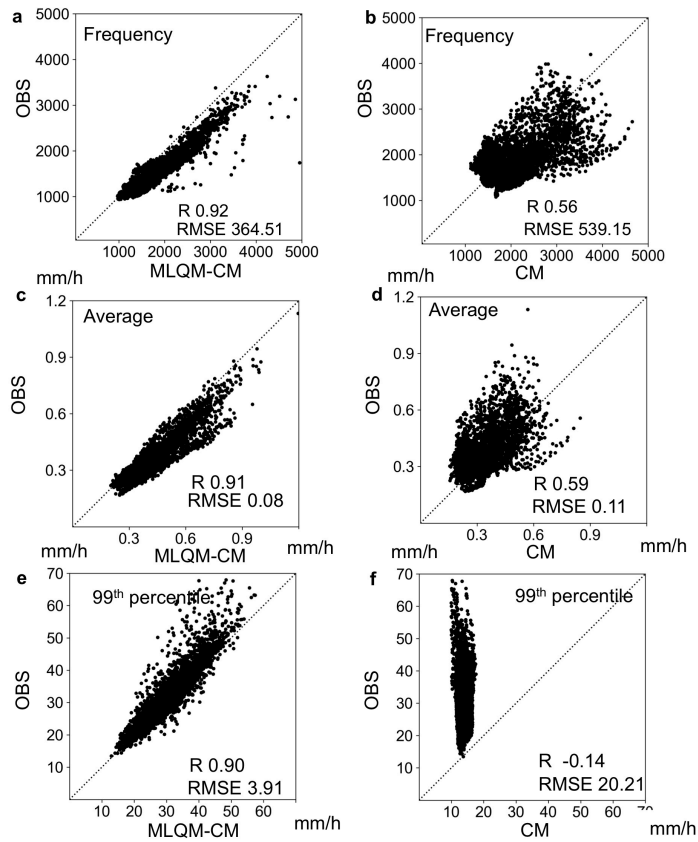 a
5000
Frequency
4000
OBS
3000
2000
1000
R 0.92
RMSE 364.51
1000 2000 3000 4000 5000
mm/h
MLQM-CM
b
5000
Frequency
4000
OBS
3000
2000
1000
R 0.56
RMSE 539.15
1000 2000 3000 4000 5000
mm/h
CM
c
1.2
Average
0.9
OBS
0.6
0.3
R 0.91
RMSE 0.08
0.3 0.6 0.9
mm/h
MLQM-CM
mm/h
d
1.2
Average
0.9
OBS
0.6
0.3
R 0.59
RMSE 0.11
0.3 0.6 0.9
mm/h
CM
mm/h
e
70
99th percentile
60
50
40
OBS
30
20
10
R 0.90
RMSE 3.91
10 20 30 40 50 60
MLQM-CM
mm/h
f
70
99th percentile
60
50
40
OBS
30
20
10
R -0.14
RMSE 20.21
10 20 30 40 50 60
CM
mm/h